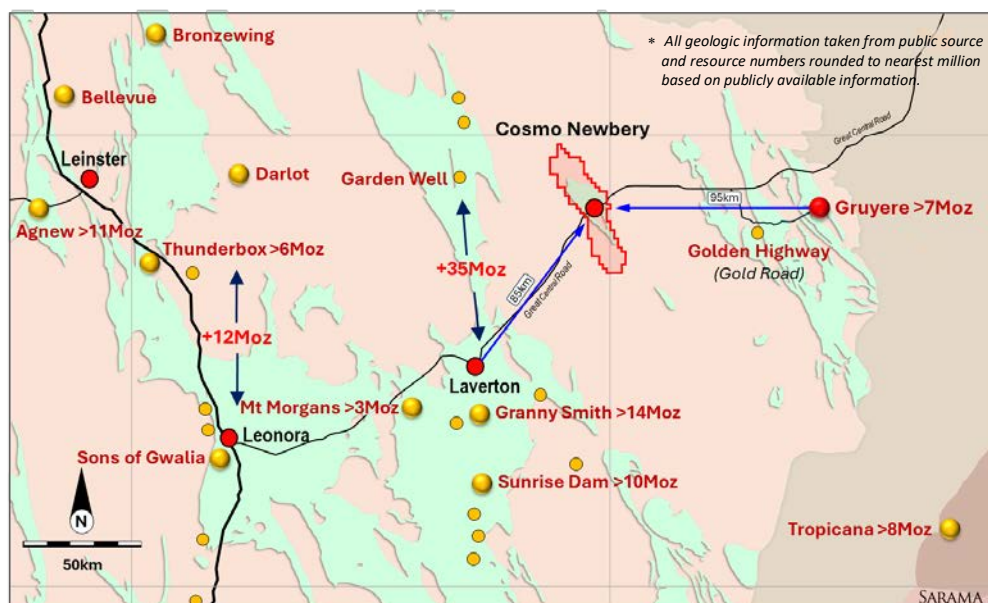 Bronzewing
* All geologic information taken from public source
and resource numbers rounded to nearest million
based on publicly available information.
Bellevue
Cosmo Newbery
Great Central Road
Leinster
Darlot
Garden Well
95km
Gruyere >7Moz
Agnew >11Moz
Thunderbox >6Moz
Golden Highway
(Gold Road)
+35Moz
85km
Great Central Road
+12Moz
Laverton
Mt Morgans >3Moz
Granny Smith >14Moz
Leonora
Sons of Gwalia
Sunrise Dam >10Moz
N
50km
Tropicana >8Moz
SARAMA